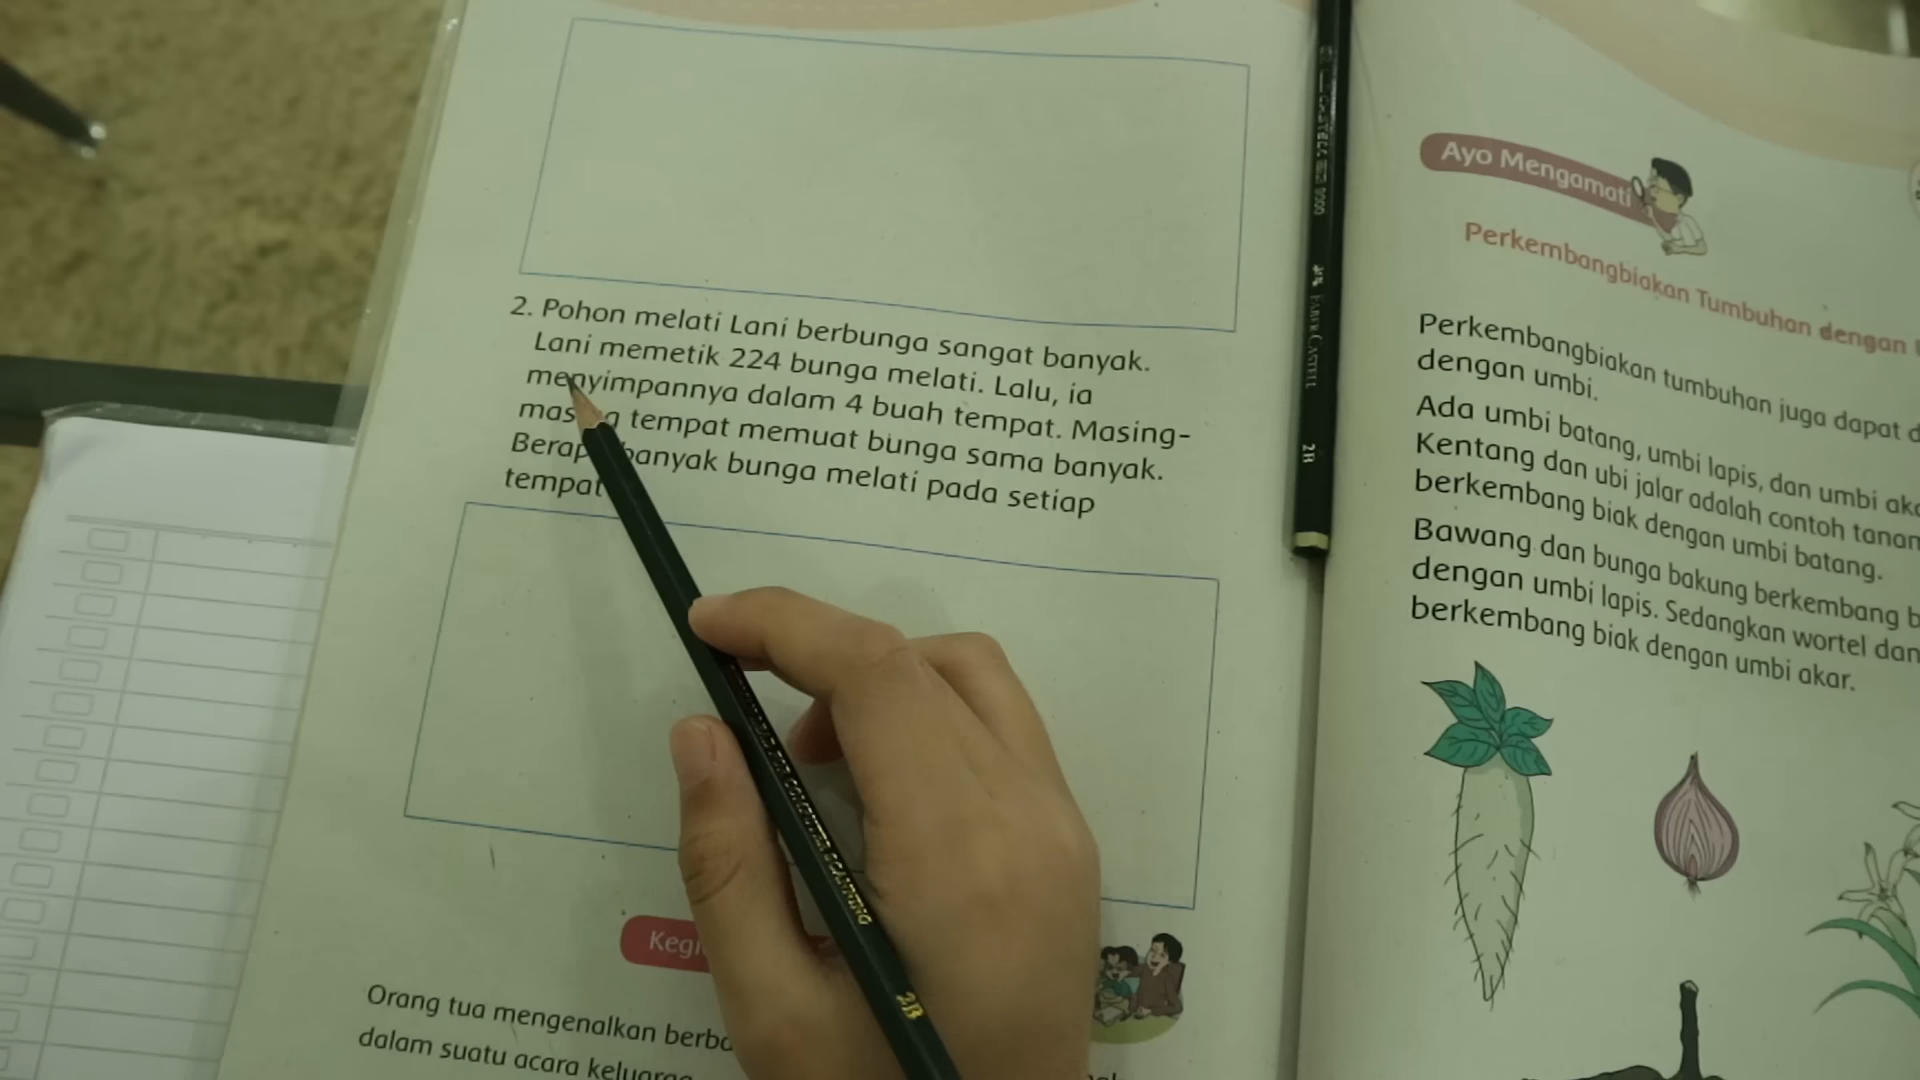 2. Pohon melati Lani berbunga sangat banyak.
Lani memetik 224 bunga melati. Lalu, ia
menyimpannya dalam 4 buah tempat. Masing-
tempat memuat bunga sama banyak.
banyak bunga melati pada setiap
tempat
Orang tua mengenalkan
dalam suatu acara keluarga
2B
FABER CASTELL
2B
Ayo Mengamati
Perkembangbiakan Tumbuhan dengan
Perkembangbiakan tumbuhan juga dapat
dengan umbi.
Ada umbi batang, umbi lapis, dan umbi
Kentang dan ubi jalar adalah contoh
berkembang biak dengan umbi batang.
Bawang dan bunga bakung berkembang
dengan umbi lapis. Sedangkan wortel dan
berkembang biak dengan umbi akar.